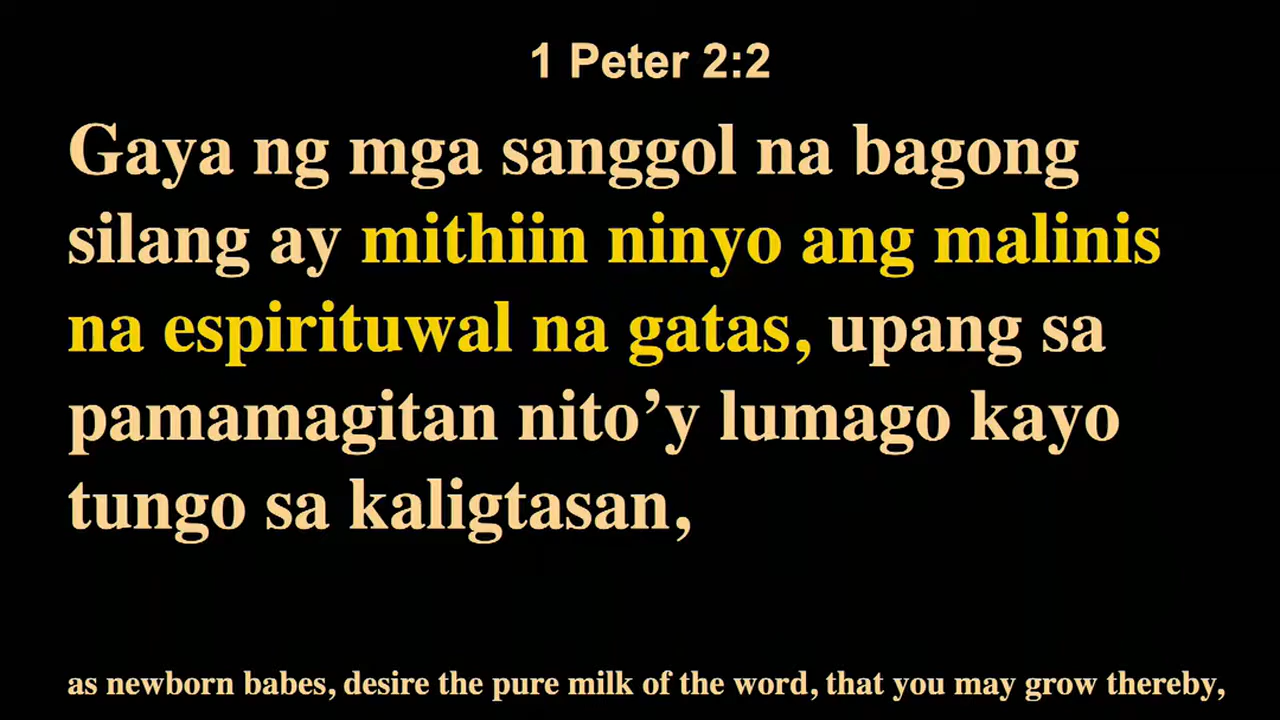 1 Peter 2:2
Gaya ng mga sanggol na bagong
silang ay mithiin ninyo ang malinis
na espirituwal na gatas, upang sa
pamamagitan nito’y lumago kayo
tungo sa kaligtasan,
as newborn babes, desire the pure milk of the word, that you may grow thereby,